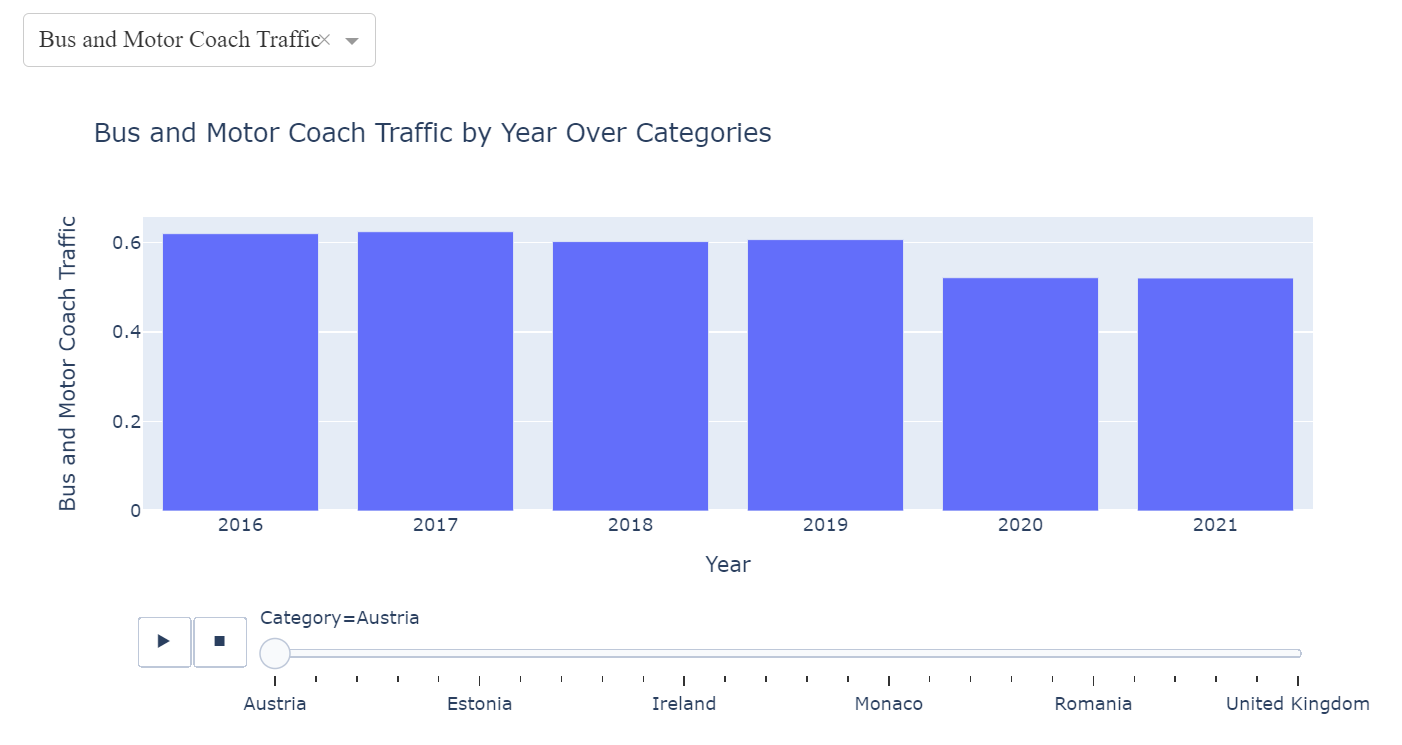 Bus and Motor Coach Traffic
Bus and Motor Coach Traffic by Year Over Categories
Bus and Motor Coach Traffic
0.6
0.4
0.2
0
2016 2017 2018 2019 2020 2021
Year
Category=Austria
Austria Estonia Ireland Monaco Romania United Kingdom